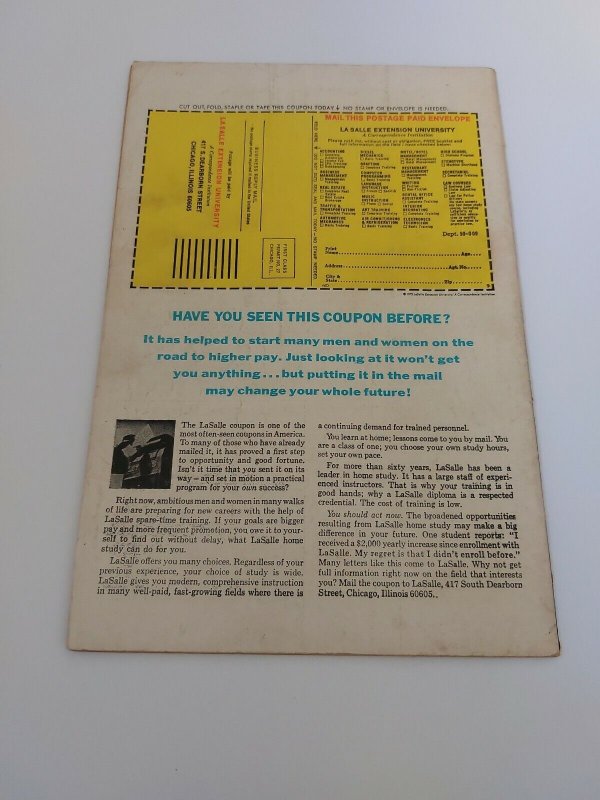 CUT OUT, FOLD, STAPLE OR TAPE THIS COUPON TODAY NO STAMP OR ENVELOPE IS NEEDED.
MAIL THIS POSTAGE PAID ENVELOPE
LA SALLE EXTENSION UNIVERSITY
A Correspondence Institution
Dept. 98-009
Print
Name
Age
Address
Apt. No.
City &
State
Zip
BUSINESS REPLY MAIL
FIRST CLASS
PERMIT NO. 27
CHICAGO, ILL.
Postage will be paid by
LA SALLE EXTENSION UNIVERSITY
A Correspondence Institution
417 S. DEARBORN STREET
CHICAGO, ILLINOIS 60605
HAVE YOU SEEN THIS COUPON BEFORE?
It has helped to start many men and women on the
road to higher pay. Just looking at it won't get
you anything...but putting it in the mail
may change your whole future!
The LaSalle coupon is one of the
most often-seen coupons in America.
To many of those who have already
mailed it, it has proved a first step
to opportunity and good fortune.
Isn't it time that you sent it on its
way – and set in motion a practical
program for your own success?
Right now, ambitious men and women in many walks
of life are preparing for new careers with the help of
LaSalle spare-time training. If your goals are bigger
pay and more frequent promotion, you owe it to your-
self to find out without delay, what LaSalle home
study can do for you.
LaSalle offers you many choices. Regardless of your
previous experience, your choice of study is wide.
LaSalle gives you modern, comprehensive instruction
in many well-paid, fast-growing fields where there is
a continuing demand for trained personnel.
You learn at home; lessons come to you by mail. You
are a class of one; you choose your own study hours,
set your own pace.
For more than sixty years, LaSalle has been a
leader in home study. It has a large staff of experi-
enced instructors. That is why your training is in
good hands; why a LaSalle diploma is a respected
credential. The cost of training is low.
You should act now. The broadened opportunities
resulting from LaSalle home study may make a big
difference in your future. One student reports: "I
received a $2,000 yearly increase since enrollment with
LaSalle. My regret is that I didn't enroll before."
Many letters like this come to LaSalle. Why not get
full information right now on the field that interests
you? Mail the coupon to LaSalle, 417 South Dearborn
Street, Chicago, Illinois 60605.